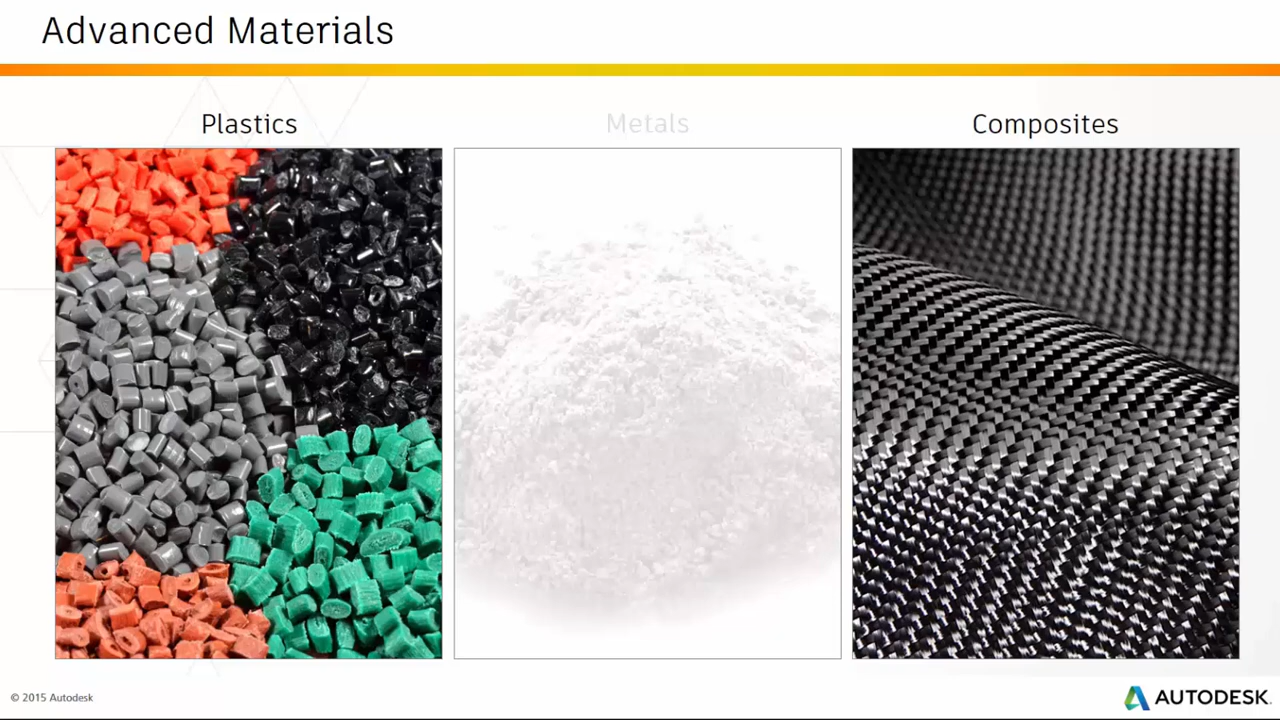 Advanced Materials
Plastics
Metals
Composites
© 2015 Autodesk
AUTODESK.